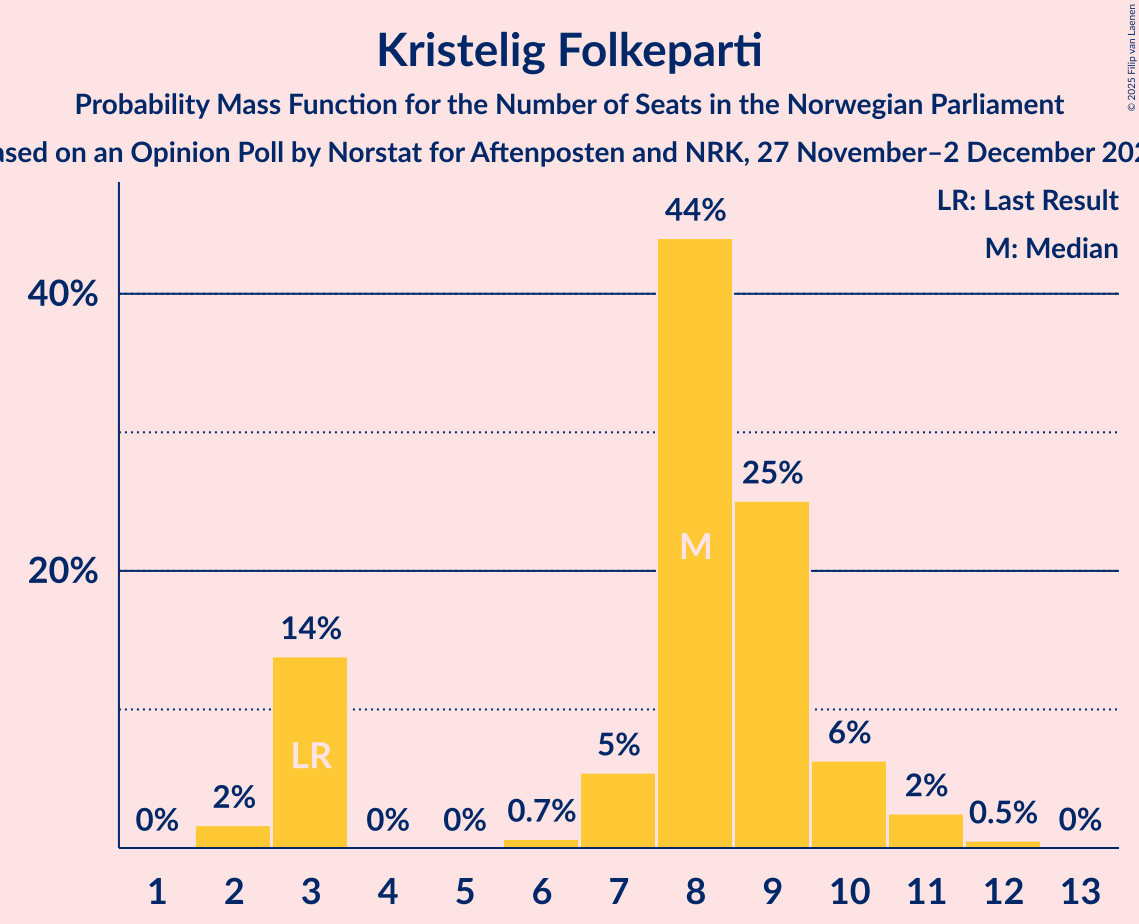 Kristelig Folkeparti
Probability Mass Function for the Number of Seats in the Norwegian Parliament
on an Opinion Poll by Norstat for Aftenposten and NRK, 27 November–2 December
© 2025 Filip van Laenen
LR: Last Result
M: Median
44%
40%
25%
M
20%
14%
LR
6%
5%
2%
2%
0% 0% 0% 0.7% 0.5% 0%
1 2 3 4 5 6 7 8 9 10 11 12 13